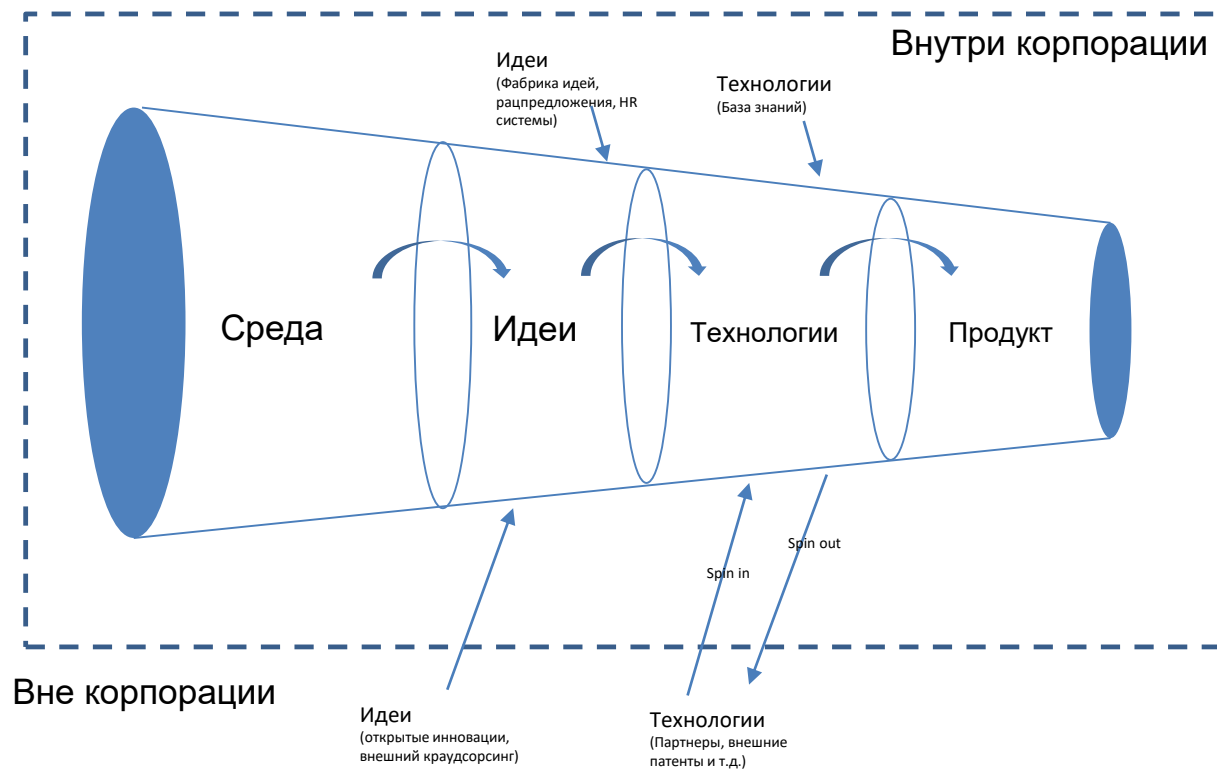 Внутри корпорации
Идеи
(Фабрика идей,
рацпредложения, HR
системы)
Технологии
(База знаний)
Среда
Идеи
Технологии
Продукт
Spin out
Spin in
Вне корпорации
Идеи
(открытые инновации,
внешний краудсорсинг)
Технологии
(Партнеры, внешние
патенты и т.д.)